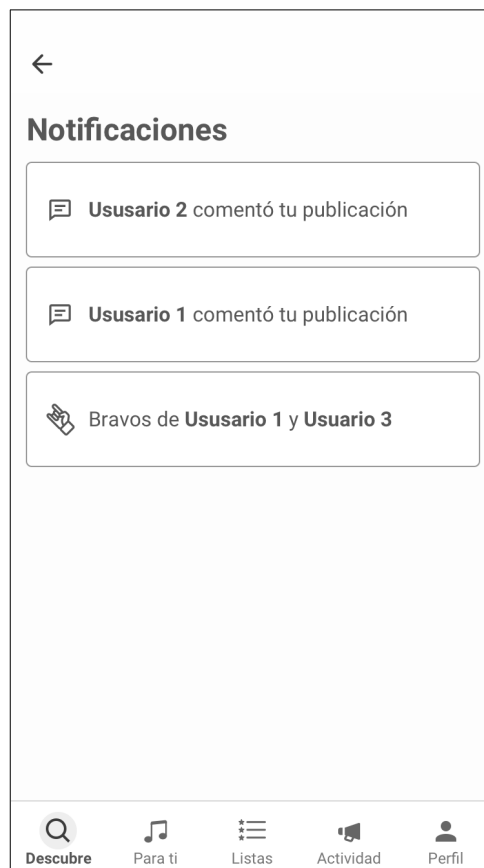 Notificaciones
Ususario 2 comentó tu publicación
Ususario 1 comentó tu publicación
Bravos de Ususario 1 y Usuario 3
Descubre Para ti Listas Actividad Perfil